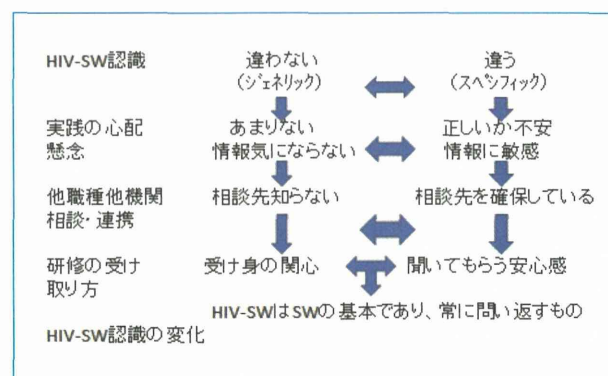 HIV-SW認識 違わない 違う
(ジェネリック) (スペシフィック)
実践の心配 あまりない 正しいか不安
懸念 情報気にならない 情報に敏感
他職種他機関 相談先知らない 相談先を確保している
相談・連携
研修の受け 受け身の関心 聞いてもらう安心感
取り方
HIV-SWはSWの基本であり、常に問い返すもの
HIV-SW認識の変化